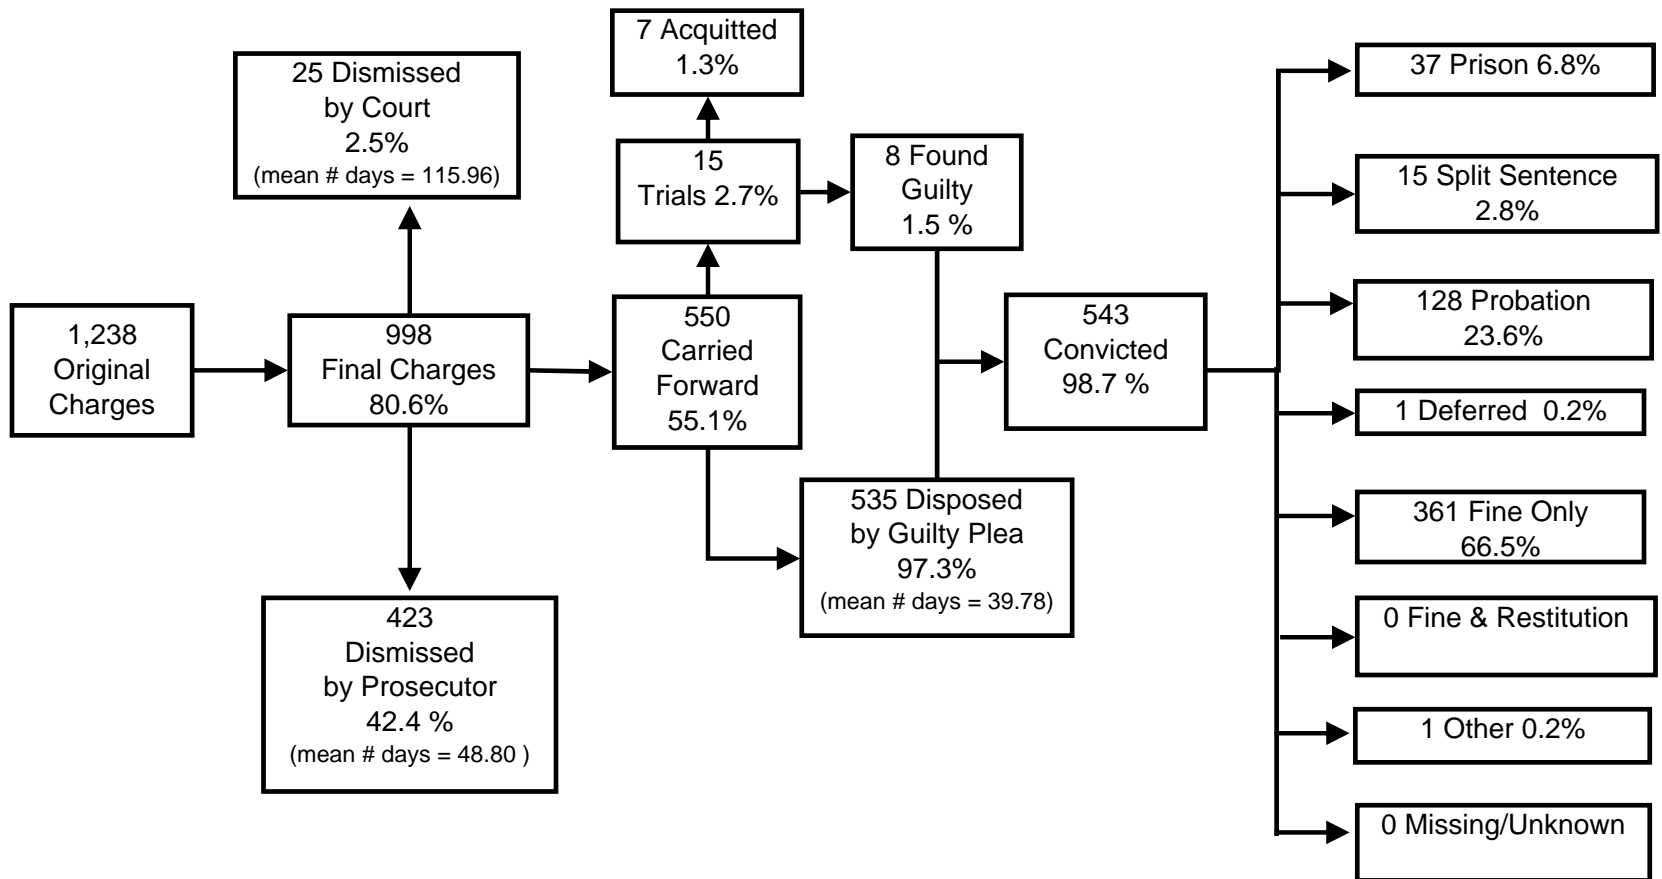 1,238
Original
Charges
998
Final Charges
80.6%
25 Dismissed
by Court
2.5%
(mean # days = 115.96)
423
Dismissed
by Prosecutor
42.4 %
(mean # days = 48.80 )
550
Carried
Forward
55.1%
15
Trials 2.7%
7 Acquitted
1.3%
8 Found
Guilty
1.5 %
535 Disposed
by Guilty Plea
97.3%
(mean # days = 39.78)
543
Convicted
98.7 %
37 Prison 6.8%
15 Split Sentence
2.8%
128 Probation
23.6%
1 Deferred  0.2%
361 Fine Only
66.5%
0 Fine & Restitution
1 Other 0.2%
0 Missing/Unknown